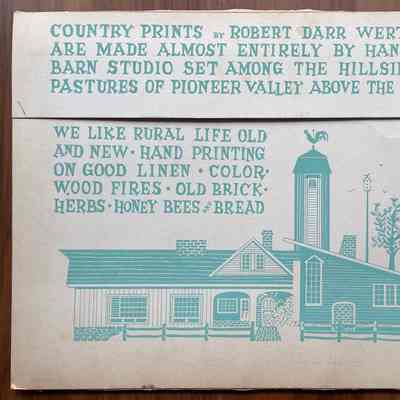 COUNTRY PRINTS BY ROBERT DARR WERT
ARE MADE ALMOST ENTIRELY BY HAN
BARN STUDIO SET AMONG THE HILLSI
PASTURES OF PIONEER VALLEY ABOVE THE
WE LIKE RURAL LIFE OLD
AND NEW · HAND PRINTING
ON GOOD LINEN · COLOR ·
WOOD FIRES · OLD BRICK ·
HERBS · HONEY BEES AND BREAD